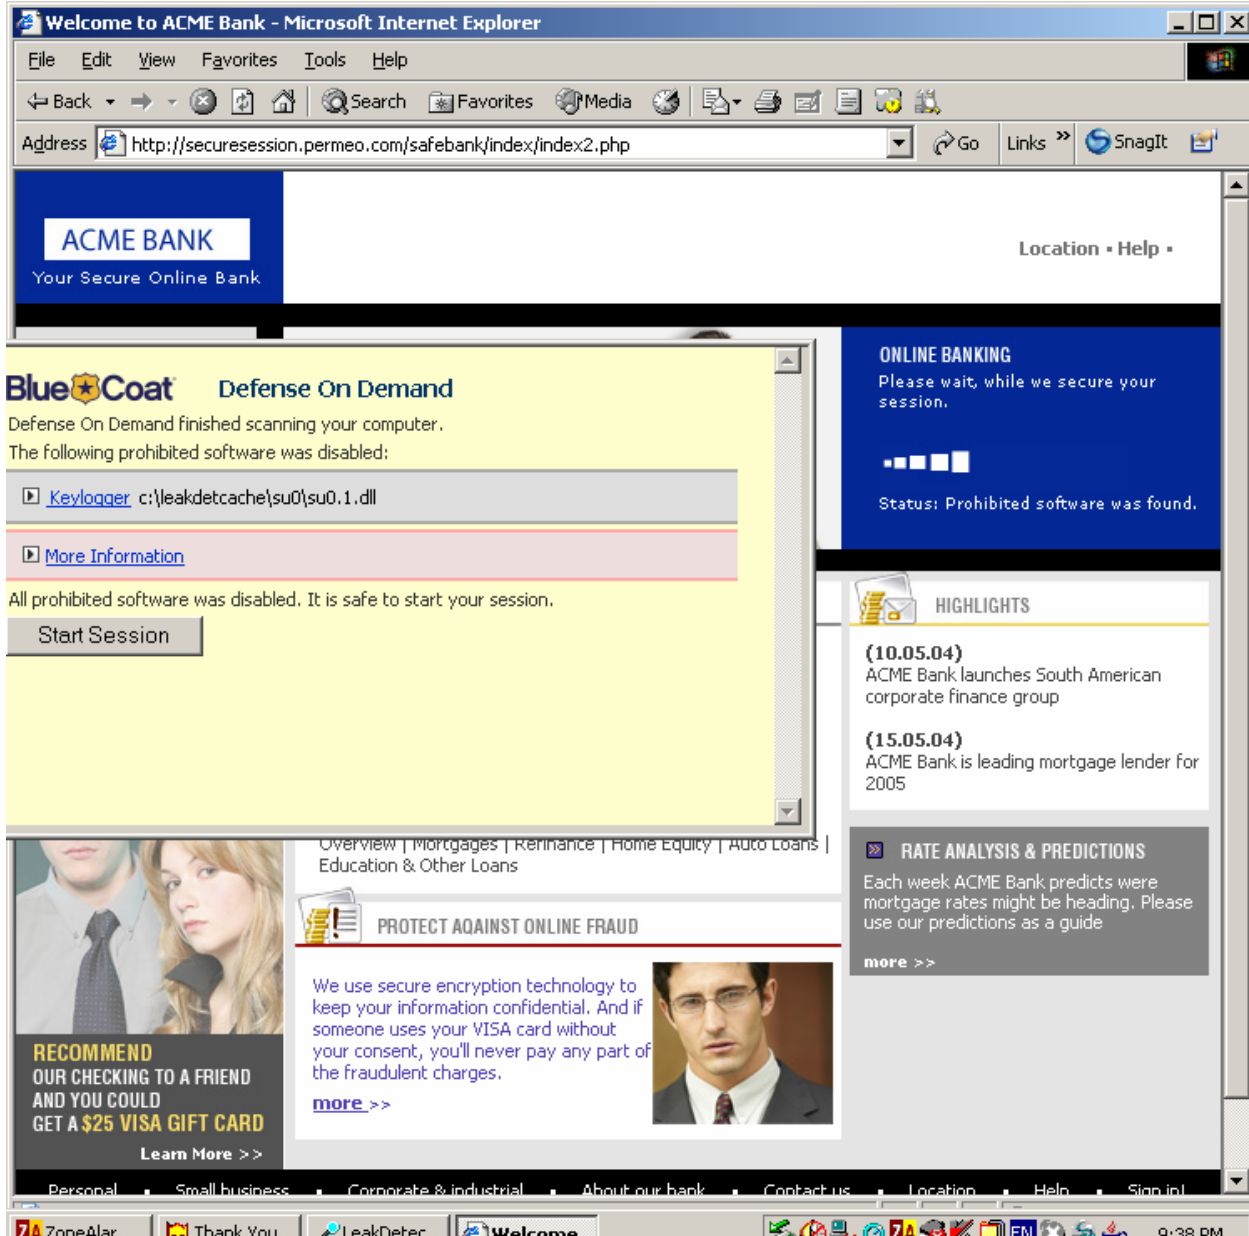 Welcome to ACME Bank - Microsoft Internet Explorer
File Edit View Favorites Tools Help
Back Search Favorites Media
Address http://securesession.permeo.com/safebank/index/index2.php Go Links » SnagIt
ACME BANK
Your Secure Online Bank
Location ▪ Help ▪
ONLINE BANKING
Please wait, while we secure your
session.
Status: Prohibited software was found.
Blue Coat Defense On Demand
Defense On Demand finished scanning your computer.
The following prohibited software was disabled:
Keylogger c:\leakdetcache\su0\su0.1.dll
More Information
All prohibited software was disabled. It is safe to start your session.
Start Session
HIGHLIGHTS
(10.05.04)
ACME Bank launches South American
corporate finance group
(15.05.04)
ACME Bank is leading mortgage lender for
2005
Overview | Mortgages | Refinance | Home Equity | Auto Loans |
Education & Other Loans
RATE ANALYSIS & PREDICTIONS
Each week ACME Bank predicts were
mortgage rates might be heading. Please
use our predictions as a guide
more >>
PROTECT AQAINST ONLINE FRAUD
We use secure encryption technology to
keep your information confidential. And if
someone uses your VISA card without
your consent, you'll never pay any part of
the fraudulent charges.
more >>
RECOMMEND
OUR CHECKING TO A FRIEND
AND YOU COULD
GET A $25 VISA GIFT CARD
Learn More >>
Personal ▪ Small business ▪ Corporate & industrial ▪ About our bank ▪ Contact us ▪ Location ▪ Help ▪ Sign in!
ZA ZoneAlar... Thank You LeakDetec... Welcome ZA EN 9:38 PM